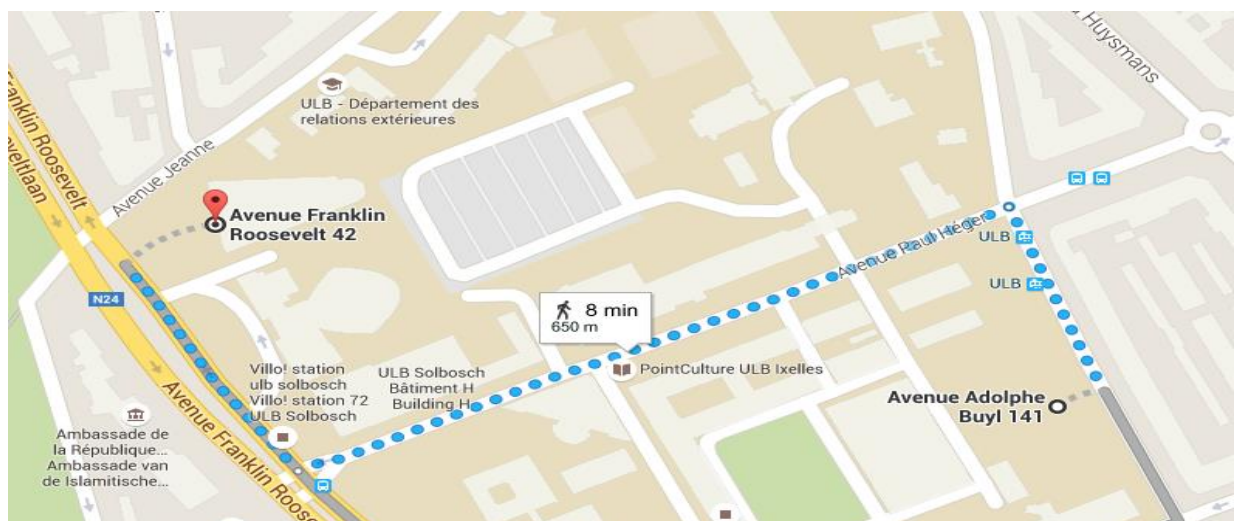 Franklin Roosevelt
eveltlaan
Avenue Jeanne
ULB - Département des
relations extérieures
Huysmans
Avenue Franklin
Roosevelt 42
N24
Avenue Paul Héger
ULB
ULB
8 min
650 m
Villo! station
ulb solbosch
Villo! station 72
ULB Solbosch
ULB Solbosch
Bâtiment H
Building H
PointCulture ULB Ixelles
Avenue Adolphe
Buyl 141
Ambassade de
la République...
Ambassade van
de Islamitische...
Avenue Franklin Roose